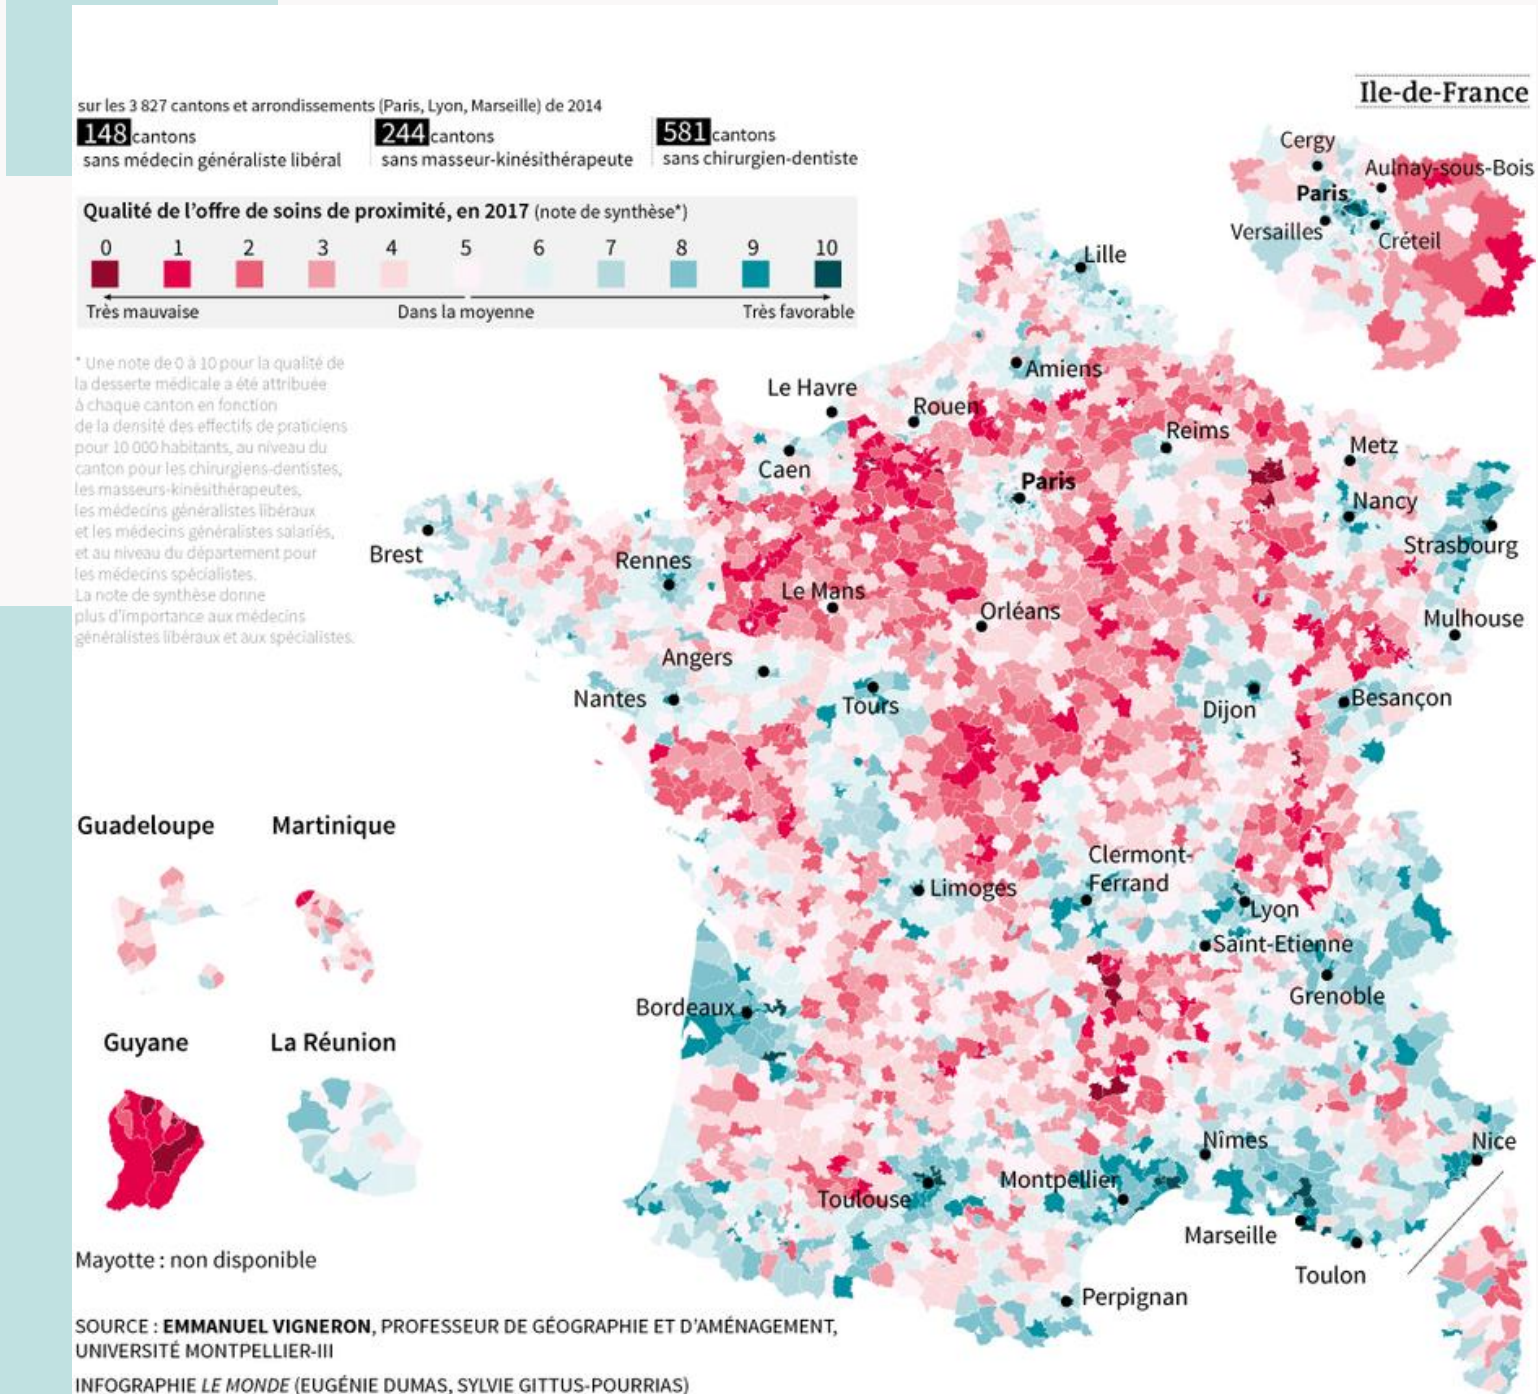 sur les 3 827 cantons et arrondissements (Paris, Lyon, Marseille) de 2014
148 cantons
sans médecin généraliste libéral
244 cantons
sans masseur-kinésithérapeute
581 cantons
sans chirurgien-dentiste
Qualité de l'offre de soins de proximité, en 2017 (note de synthèse*)
0 1 2 3 4 5 6 7 8 9 10
Très mauvaise Dans la moyenne Très favorable
* Une note de 0 à 10 pour la qualité de
la desserte médicale a été attribuée
à chaque canton en fonction
de la densité des effectifs de praticiens
pour 10 000 habitants, au niveau du
canton pour les chirurgiens-dentistes,
les masseurs-kinésithérapeutes,
les médecins généralistes libéraux
et les médecins généralistes salariés,
et au niveau du département pour
les médecins spécialistes.
La note de synthèse donne
plus d'importance aux médecins
généralistes libéraux et aux spécialistes.
Ile-de-France
Cergy
Aulnay-sous-Bois
Paris
Versailles
Créteil
Lille
Amiens
Le Havre
Rouen
Reims
Metz
Caen
Paris
Nancy
Brest
Rennes
Strasbourg
Le Mans
Orléans
Mulhouse
Angers
Nantes
Tours
Dijon
Besançon
Clermont-
Ferrand
Limoges
Lyon
Saint-Etienne
Grenoble
Bordeaux
Nîmes
Nice
Montpellier
Toulouse
Marseille
Toulon
Perpignan
Guadeloupe
Martinique
Guyane
La Réunion
Mayotte : non disponible
SOURCE : EMMANUEL VIGNERON, PROFESSEUR DE GÉOGRAPHIE ET D'AMÉNAGEMENT,
UNIVERSITÉ MONTPELLIER-III
INFOGRAPHIE LE MONDE (EUGÉNIE DUMAS, SYLVIE GITTUS-POURRIAS)